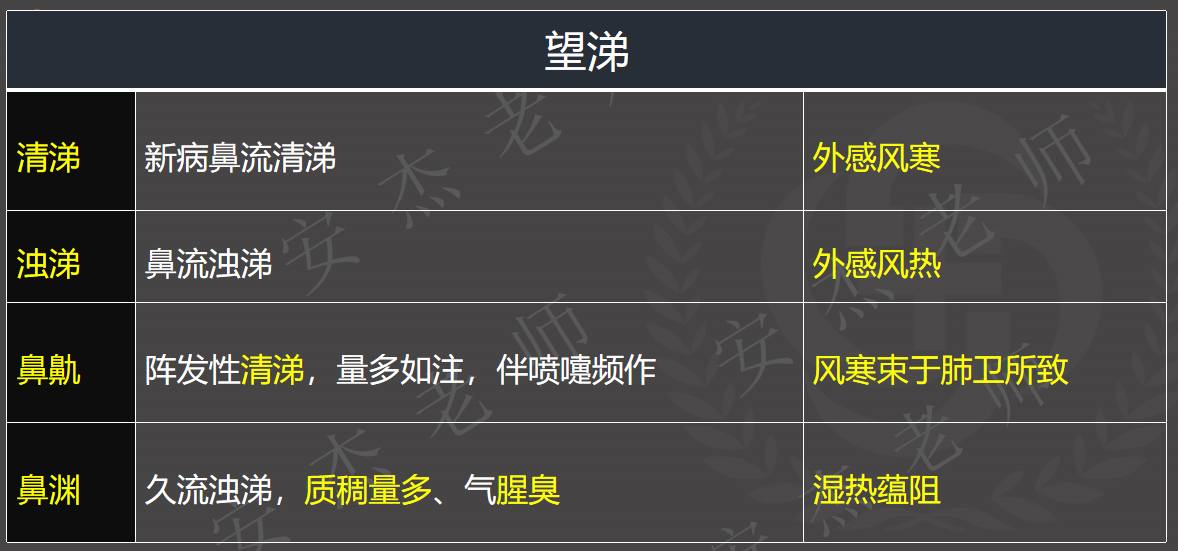 望涕
清涕 新病鼻流清涕 外感风寒
浊涕 鼻流浊涕 外感风热
鼻鼽 阵发性清涕，量多如注，伴喷嚏频作 风寒束于肺卫所致
鼻渊 久流浊涕，质稠量多、气腥臭 湿热蕴阻
安杰老师
安杰老师
安杰老师
安杰老师